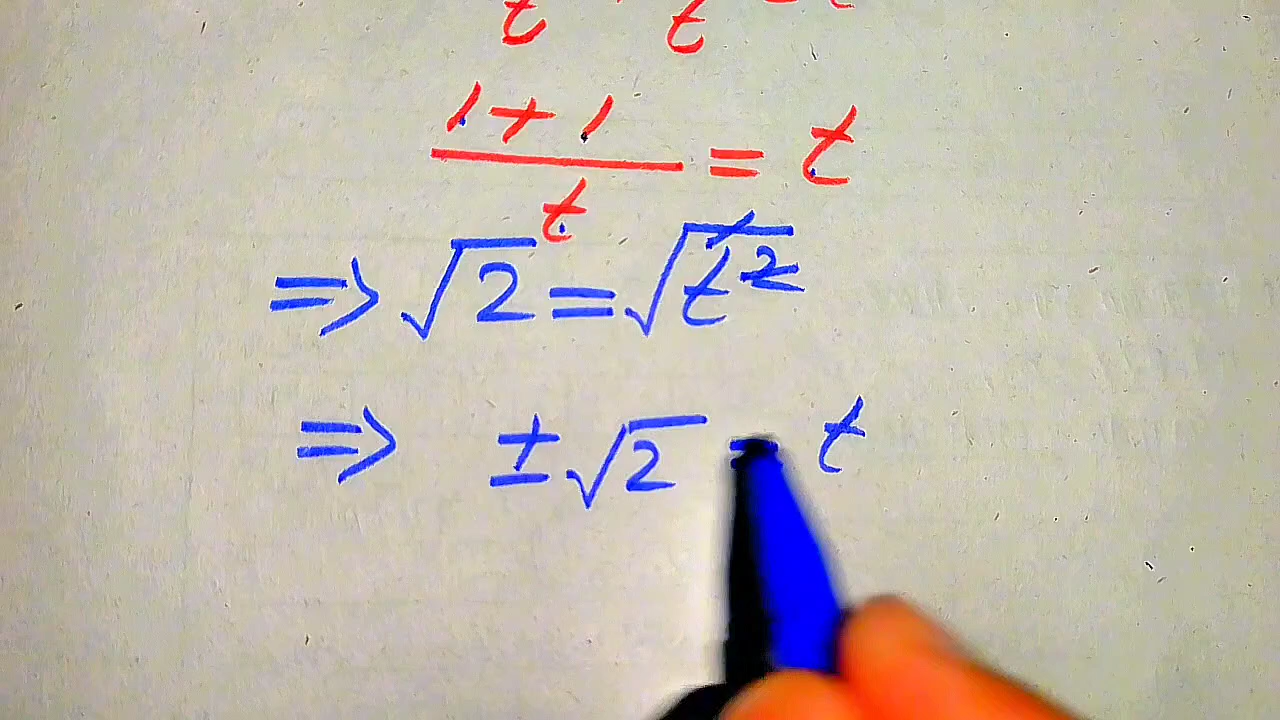 t t
1 + 1 / t = t
⇒ √2 = √t²
⇒ ± √2 = t